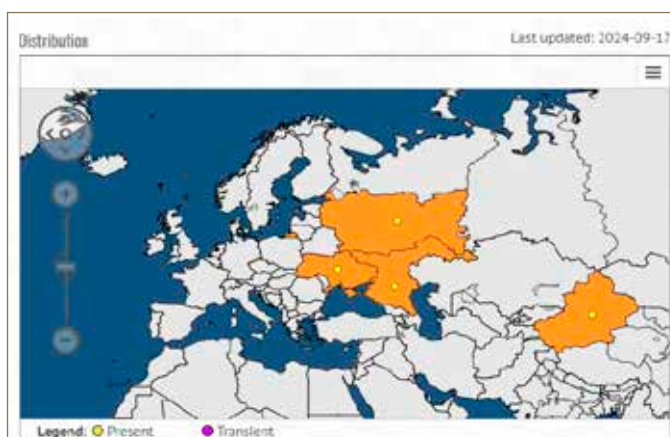 Distribution
Last updated: 2024-09-17
Legend: Present Transient